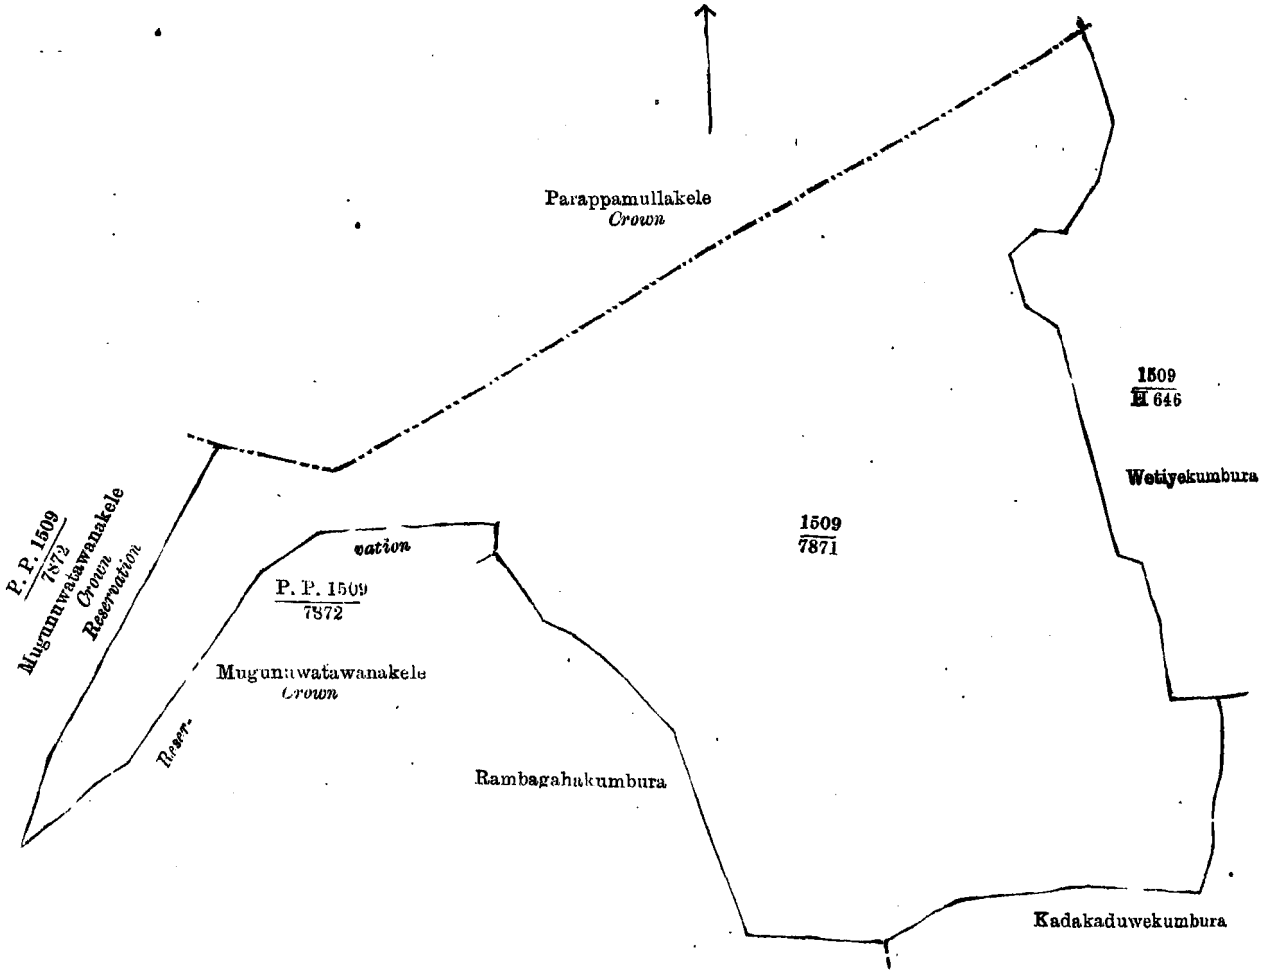 Parappamullakele
Crown
1509
H 646
Wetiyekumbura
P. P. 1509
7872
Mugunuwatawanakele
Crown
Reservation
1509
7871
Reser-
vation
P. P. 1509
7872
Mugunuwatawanakele
Crown
Rambagahakumbura
Kadakaduwekumbura